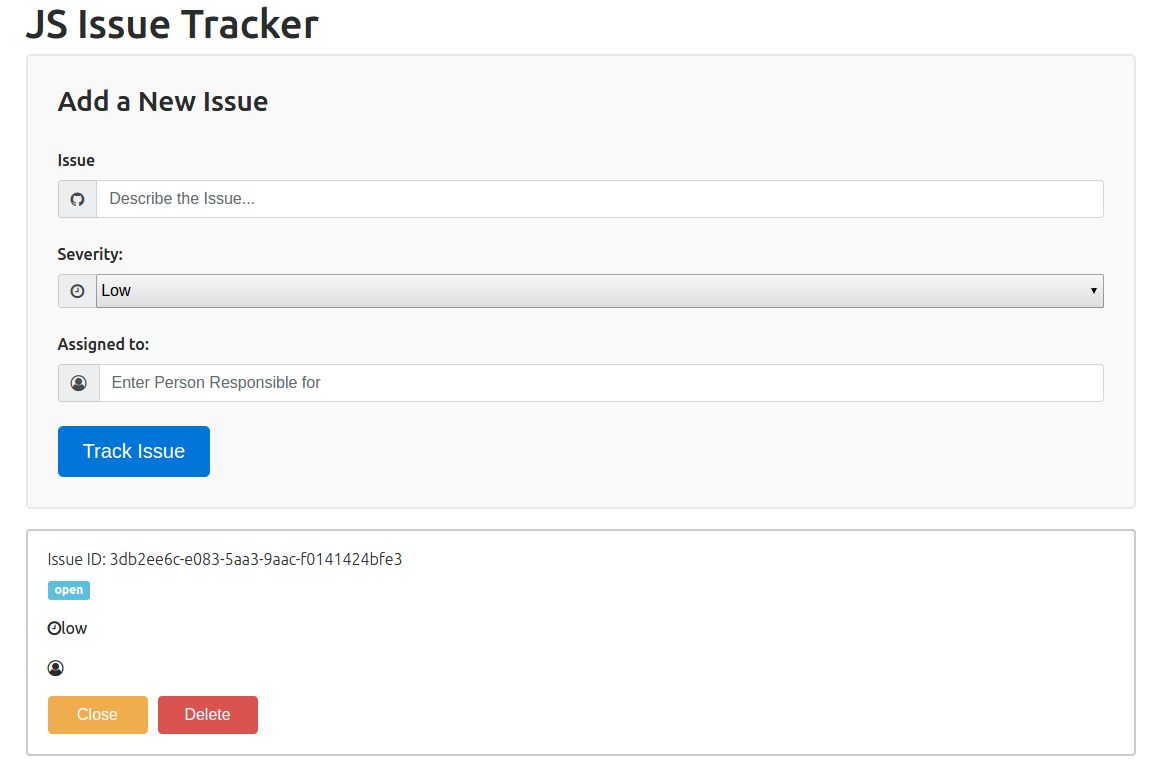 JS Issue Tracker
Add a New Issue
Issue
Describe the Issue...
Severity:
Low
Assigned to:
Enter Person Responsible for
Track Issue
Issue ID: 3db2ee6c-e083-5aa3-9aac-f0141424bfe3
open
low
Close Delete